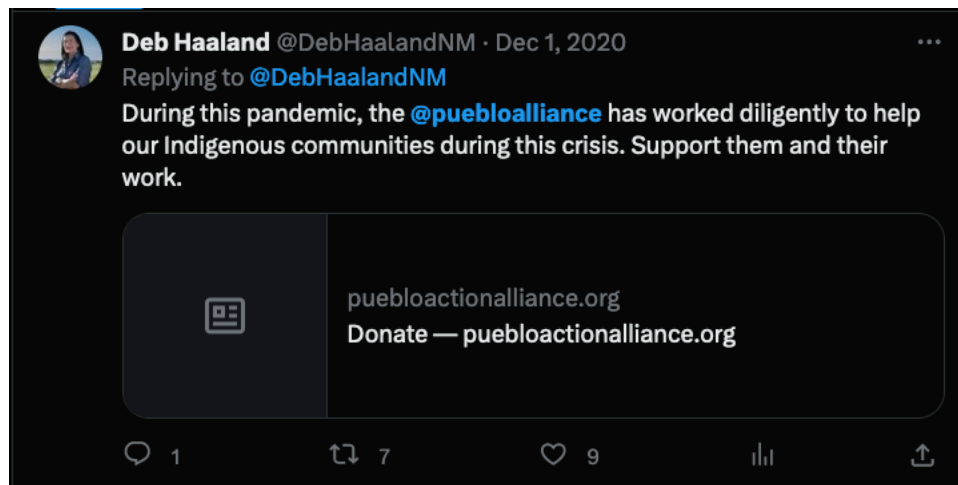 Deb Haaland @DebHaalandNM · Dec 1, 2020
Replying to @DebHaalandNM
During this pandemic, the @puebloalliance has worked diligently to help
our Indigenous communities during this crisis. Support them and their
work.
puebloactionalliance.org
Donate — puebloactionalliance.org
1 7 9